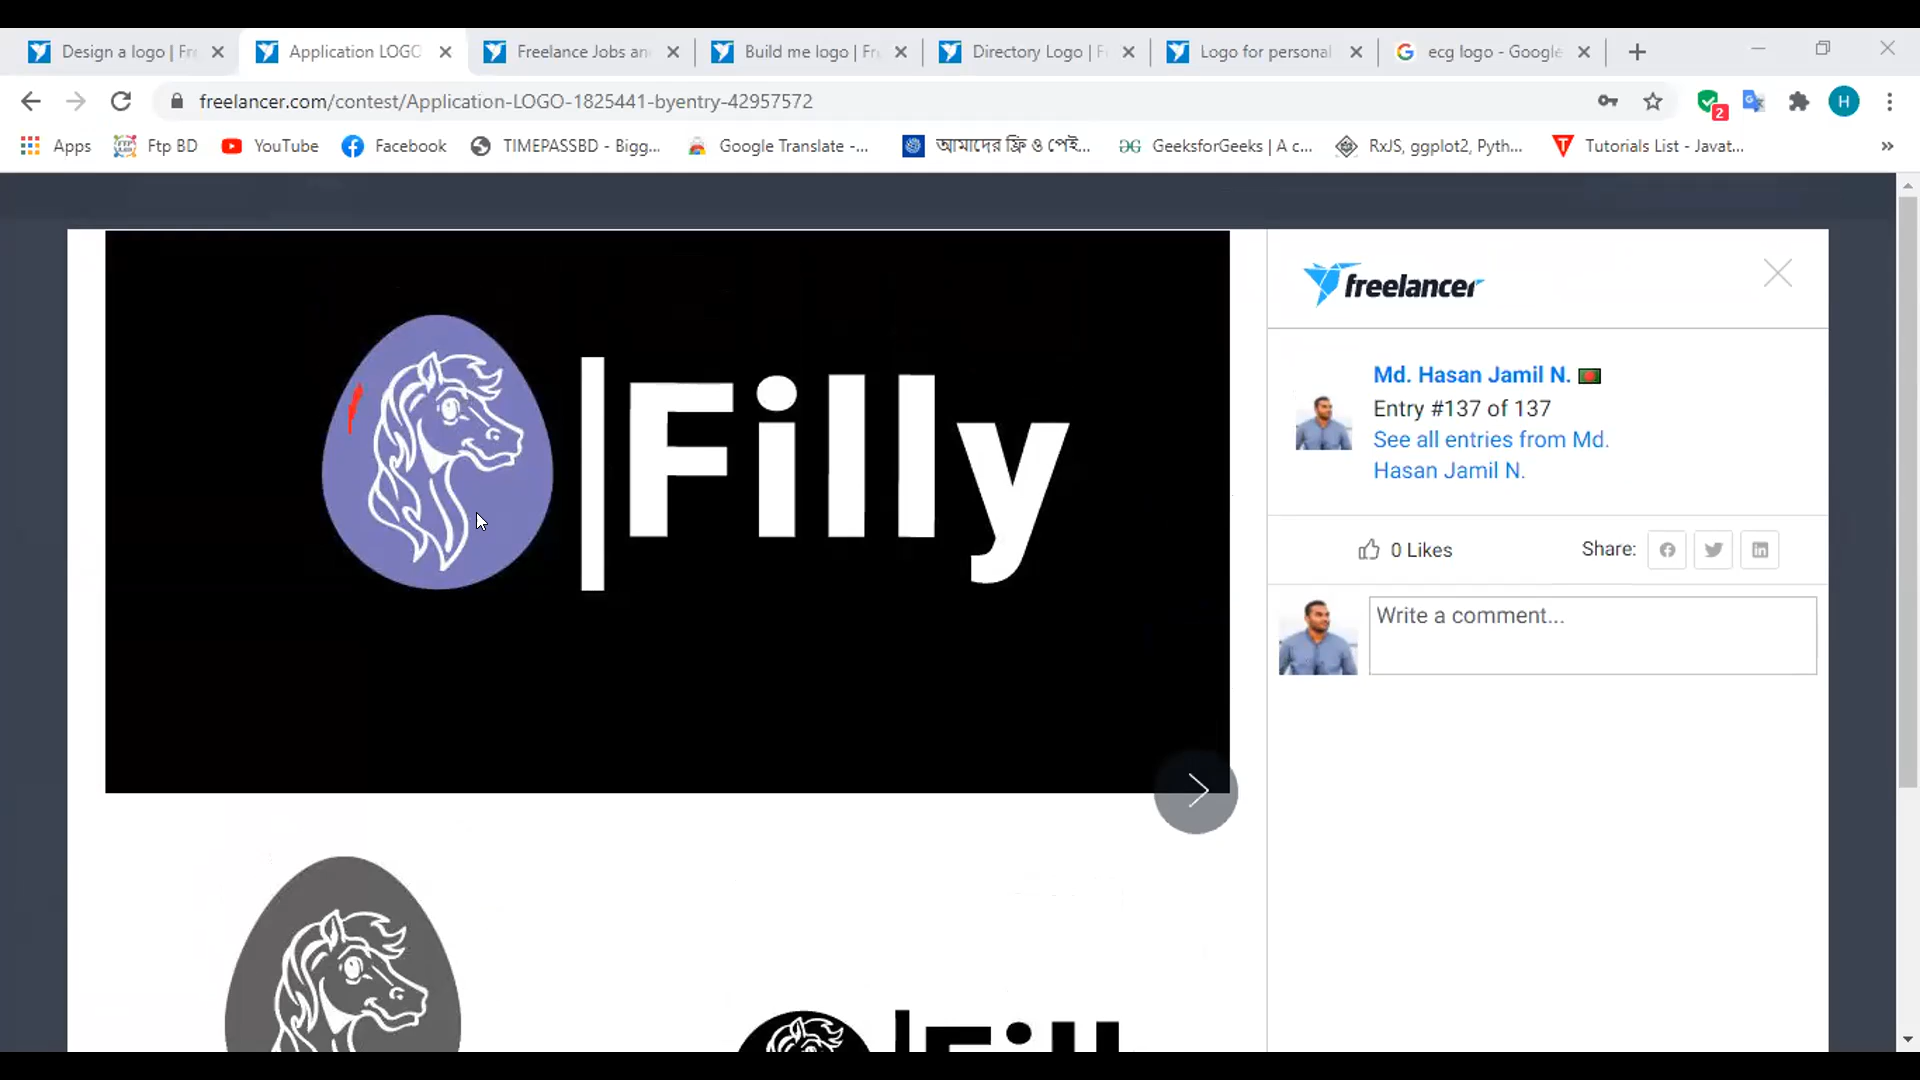 Design a logo | Fr
Application LOGO
Freelance Jobs an
Build me logo | Fr
Directory Logo | F
Logo for personal
ecg logo - Google
freelancer.com/contest/Application-LOGO-1825441-byentry-42957572
2
H
Apps
Ftp BD
YouTube
Facebook
TIMEPASSBD - Bigg...
Google Translate -...
আমাদের ফ্রি ও পেই...
GeeksforGeeks | A c...
RxJS, ggplot2, Pyth...
Tutorials List - Javat...
|Filly
freelancer
Md. Hasan Jamil N.
Entry #137 of 137
See all entries from Md.
Hasan Jamil N.
0 Likes
Share:
Write a comment...